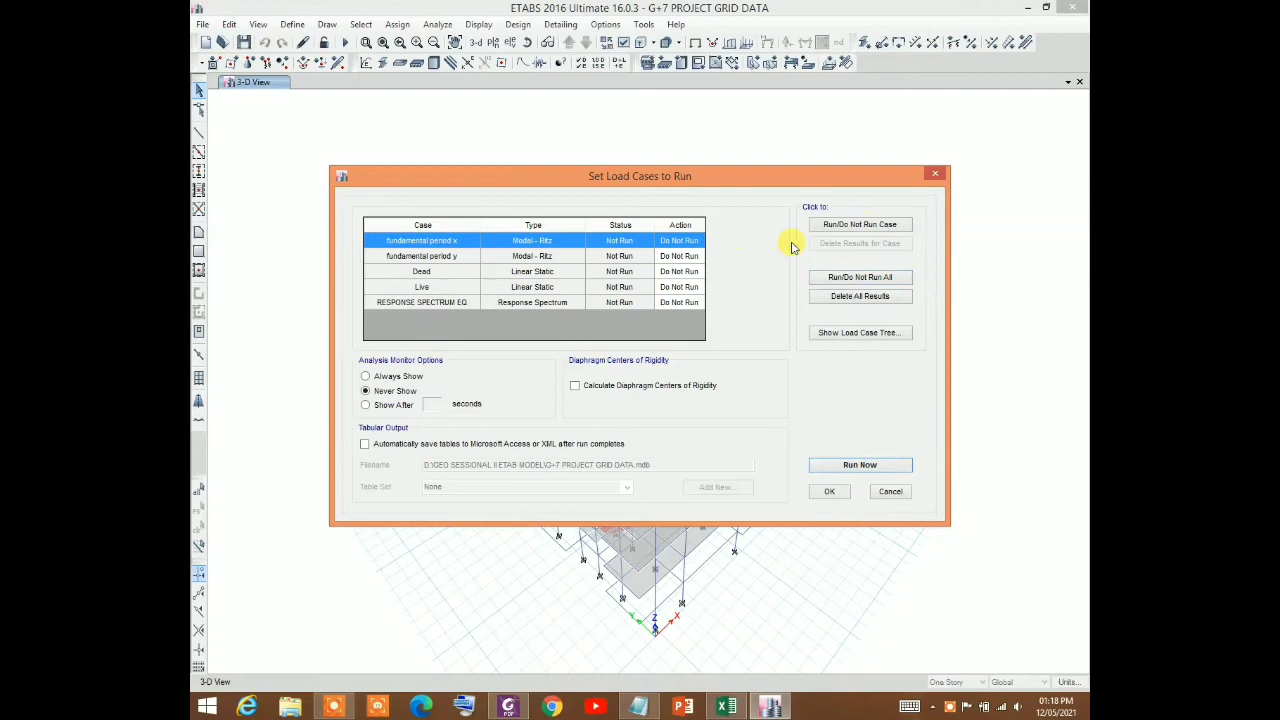 ETABS 2016 Ultimate 16.0.3 - G+7 PROJECT GRID DATA
File Edit View Define Draw Select Assign Analyze Display Design Detailing Options Tools Help
3-D View
Set Load Cases to Run
Click to:
Case Type Status Action
fundamental period x Modal - Ritz Not Run Do Not Run
fundamental period y Modal - Ritz Not Run Do Not Run
Dead Linear Static Not Run Do Not Run
Live Linear Static Not Run Do Not Run
RESPONSE SPECTRUM EQ Response Spectrum Not Run Do Not Run
Run/Do Not Run Case
Delete Results for Case
Run/Do Not Run All
Delete All Results
Show Load Case Tree...
Analysis Monitor Options
Always Show
Never Show
Show After seconds
Diaphragm Centers of Rigidity
Calculate Diaphragm Centers of Rigidity
Tabular Output
Automatically save tables to Microsoft Access or XML after run completes
Filename D:\GEO SESSIONAL II\ETAB MODEL\G+7 PROJECT GRID DATA.mdb
Table Set None Add New...
Run Now
OK Cancel
Z
Y X
3-D View One Story Global Units...
01:18 PM
12/05/2021